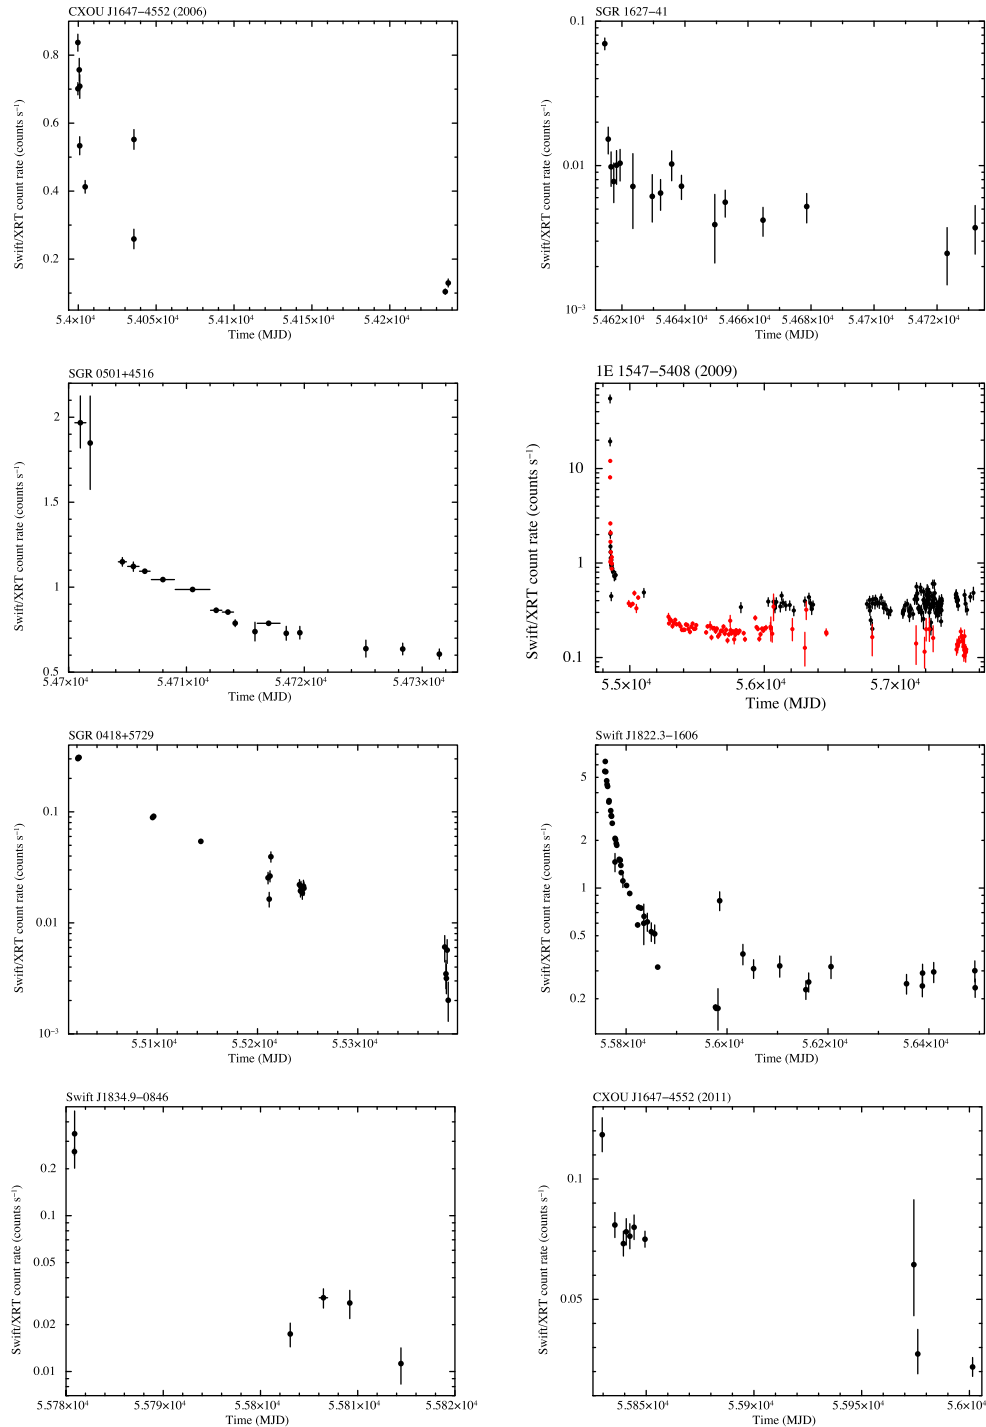 CXOU J1647−4552 (2006)
Swift/XRT count rate (counts s⁻¹)
0.8
0.6
0.4
0.2
5.4×10⁴ 5.405×10⁴ 5.41×10⁴ 5.415×10⁴ 5.42×10⁴
Time (MJD)
SGR 1627−41
Swift/XRT count rate (counts s⁻¹)
0.1
0.01
10⁻³
5.462×10⁴ 5.464×10⁴ 5.466×10⁴ 5.468×10⁴ 5.47×10⁴ 5.472×10⁴
Time (MJD)
SGR 0501+4516
Swift/XRT count rate (counts s⁻¹)
2
1.5
1
0.5
5.47×10⁴ 5.471×10⁴ 5.472×10⁴ 5.473×10⁴
Time (MJD)
1E 1547−5408 (2009)
Swift/XRT count rate (counts s⁻¹)
10
1
0.1
5.5×10⁴ 5.6×10⁴ 5.7×10⁴
Time (MJD)
SGR 0418+5729
Swift/XRT count rate (counts s⁻¹)
0.1
0.01
10⁻³
5.51×10⁴ 5.52×10⁴ 5.53×10⁴
Time (MJD)
Swift J1822.3−1606
Swift/XRT count rate (counts s⁻¹)
5
2
1
0.5
0.2
5.58×10⁴ 5.6×10⁴ 5.62×10⁴ 5.64×10⁴
Time (MJD)
Swift J1834.9−0846
Swift/XRT count rate (counts s⁻¹)
0.2
0.1
0.05
0.02
0.01
5.578×10⁴ 5.579×10⁴ 5.58×10⁴ 5.581×10⁴ 5.582×10⁴
Time (MJD)
CXOU J1647−4552 (2011)
Swift/XRT count rate (counts s⁻¹)
0.1
0.05
5.585×10⁴ 5.59×10⁴ 5.595×10⁴ 5.6×10⁴
Time (MJD)